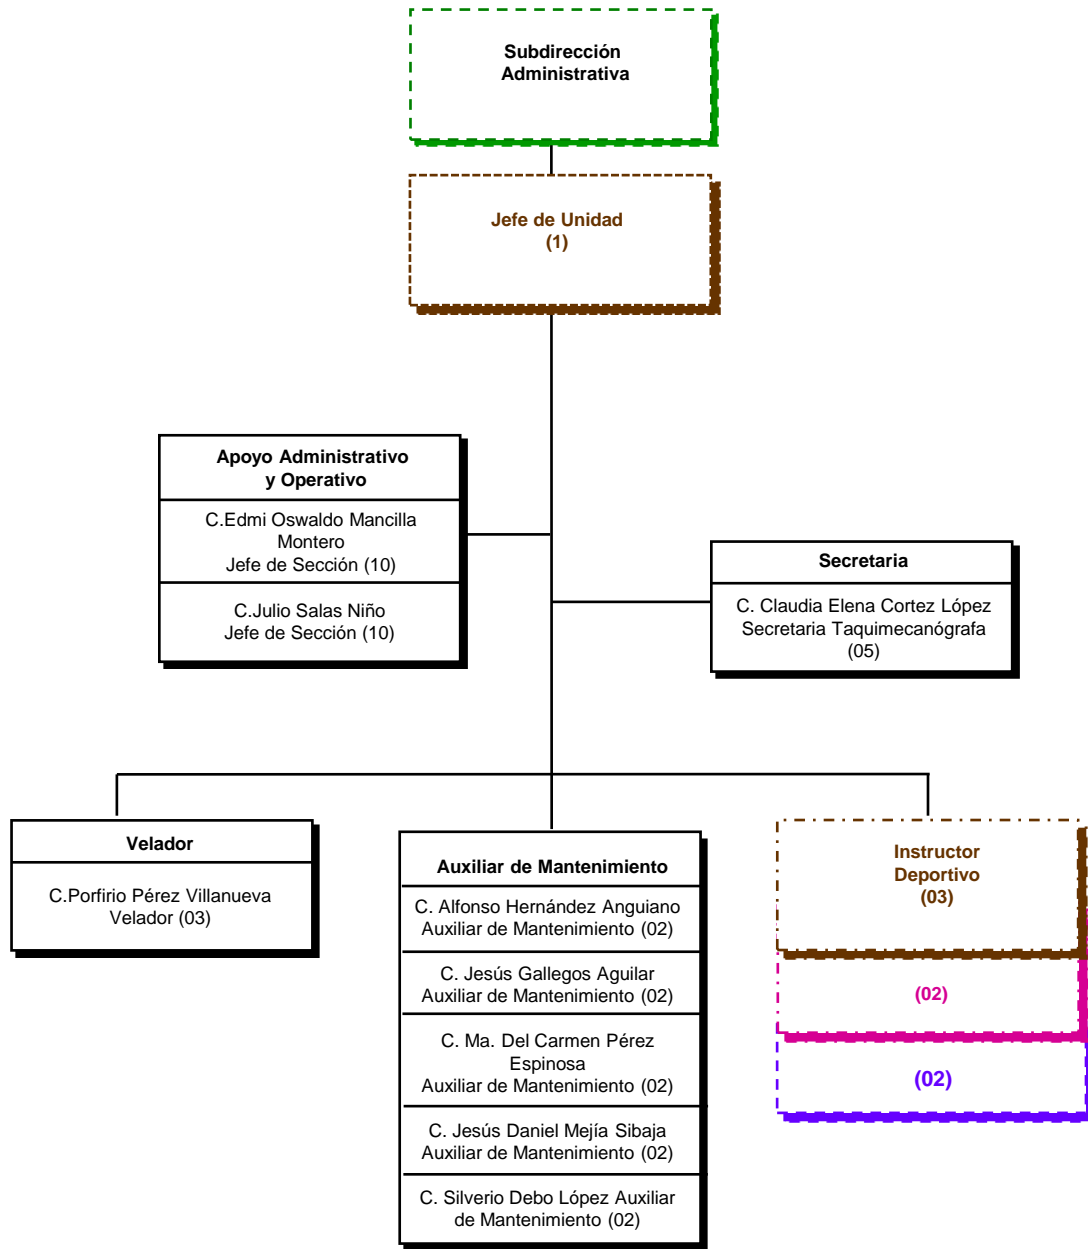 Subdirección
Administrativa
Jefe de Unidad
(1)
Apoyo Administrativo
y Operativo
C.Edmi Oswaldo Mancilla
Montero
Jefe de Sección (10)
C.Julio Salas Niño
Jefe de Sección (10)
Secretaria
C. Claudia Elena Cortez López
Secretaria Taquimecanógrafa
(05)
Velador
C.Porfirio Pérez Villanueva
Velador (03)
Auxiliar de Mantenimiento
C. Alfonso Hernández Anguiano
Auxiliar de Mantenimiento (02)
C. Jesús Gallegos Aguilar
Auxiliar de Mantenimiento (02)
C. Ma. Del Carmen Pérez
Espinosa
Auxiliar de Mantenimiento (02)
C. Jesús Daniel Mejía Sibaja
Auxiliar de Mantenimiento (02)
C. Silverio Debo López Auxiliar
de Mantenimiento (02)
Instructor
Deportivo
(03)
(02)
(02)